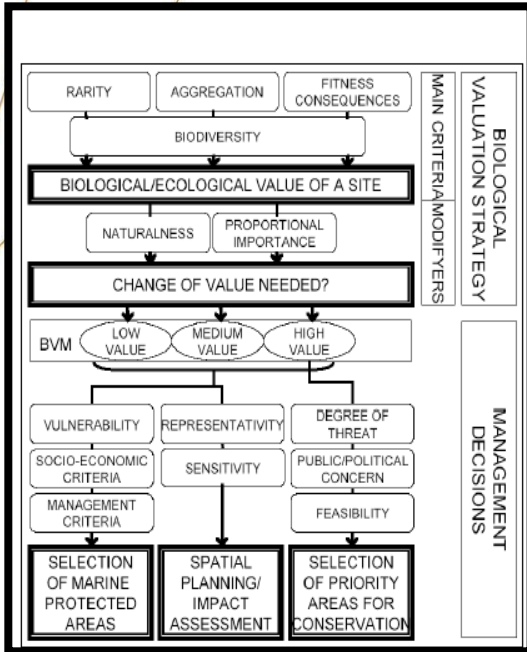 RARITY
AGGREGATION
FITNESS
CONSEQUENCES
BIODIVERSITY
BIOLOGICAL/ECOLOGICAL VALUE OF A SITE
NATURALNESS
PROPORTIONAL
IMPORTANCE
CHANGE OF VALUE NEEDED?
MAIN CRITERIA
MODIFYERS
BIOLOGICAL
VALUATION STRATEGY
BVM
LOW
VALUE
MEDIUM
VALUE
HIGH
VALUE
VULNERABILITY
SOCIO-ECONOMIC
CRITERIA
MANAGEMENT
CRITERIA
SELECTION
OF MARINE
PROTECTED
AREAS
REPRESENTATIVITY
SENSITIVITY
SPATIAL
PLANNING/
IMPACT
ASSESSMENT
DEGREE OF
THREAT
PUBLIC/POLITICAL
CONCERN
FEASIBILITY
SELECTION
OF PRIORITY
AREAS FOR
CONSERVATION
MANAGEMENT
DECISIONS